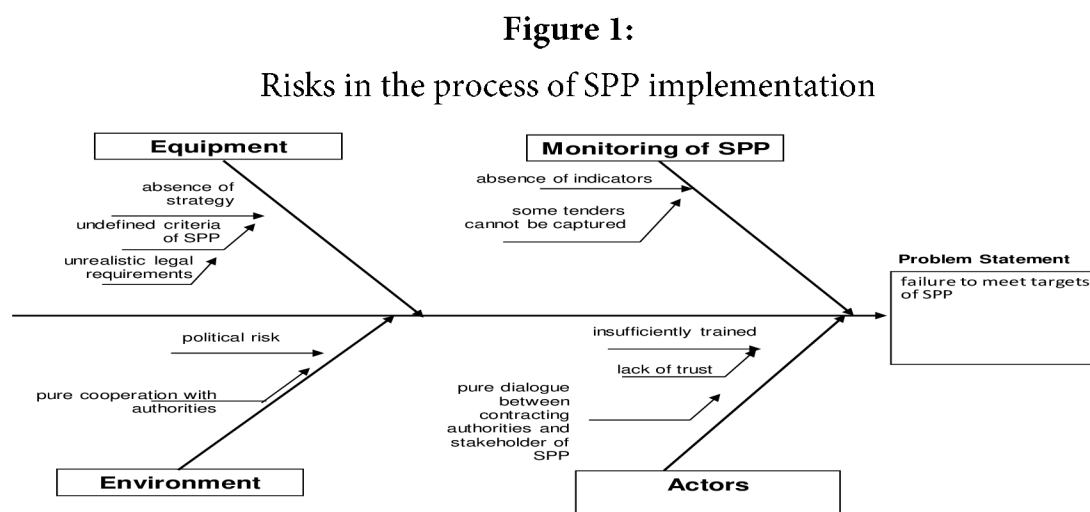 Figure 1:
Risks in the process of SPP implementation
Equipment
absence of
strategy
undefined criteria
of SPP
unrealistic legal
requirements
Monitoring of SPP
absence of indicators
some tenders
cannot be captured
Problem Statement
failure to meet targets
of SPP
political risk
pure cooperation with
authorities
Environment
insufficiently trained
lack of trust
pure dialogue
between
contracting
authorities and
stakeholder of
SPP
Actors